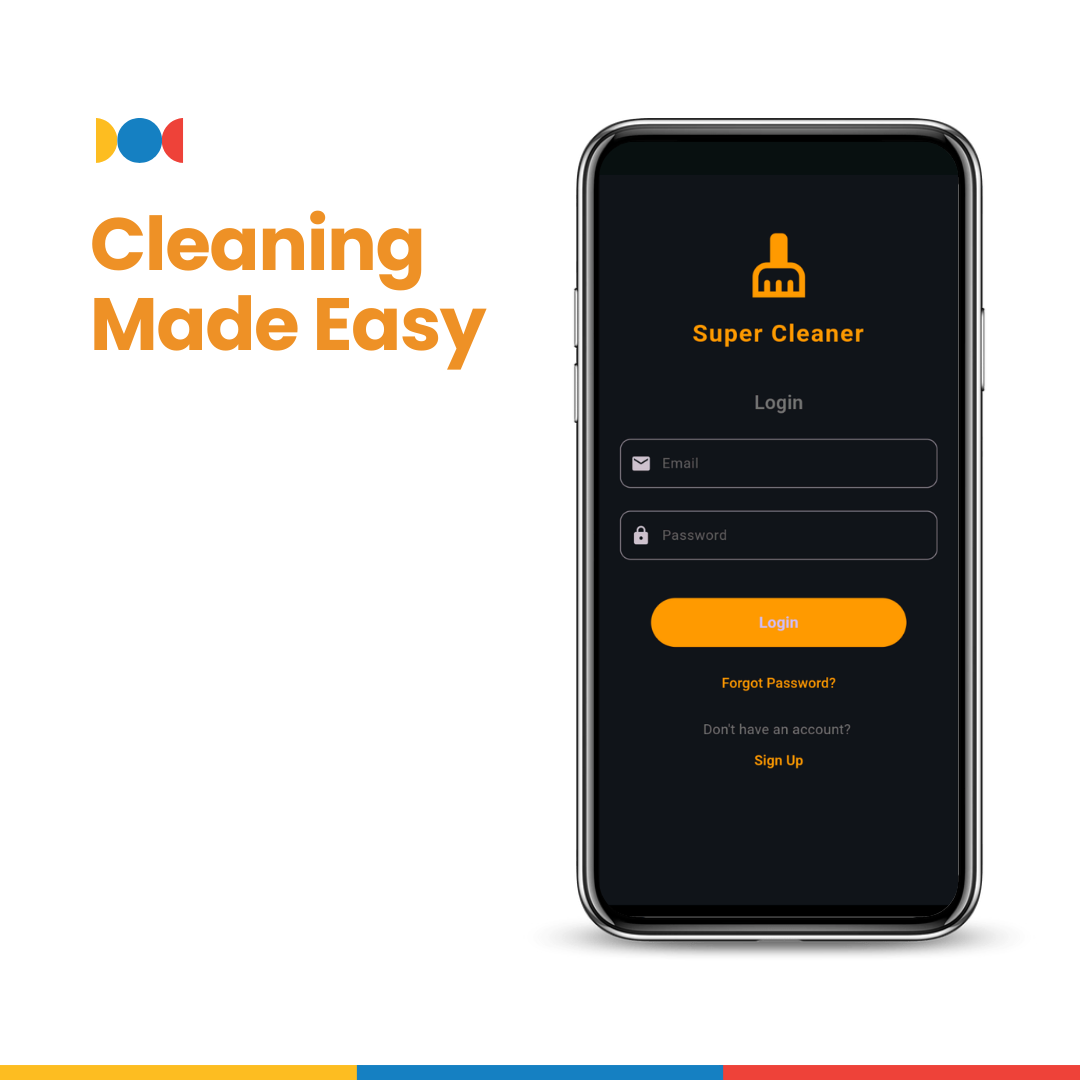 Cleaning
Made Easy
Super Cleaner
Login
Email
Password
Login
Forgot Password?
Don't have an account?
Sign Up